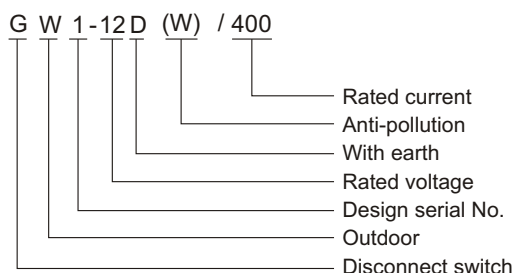 G W 1-12 D (W) / 400
Rated current
Anti-pollution
With earth
Rated voltage
Design serial No.
Outdoor
Disconnect switch